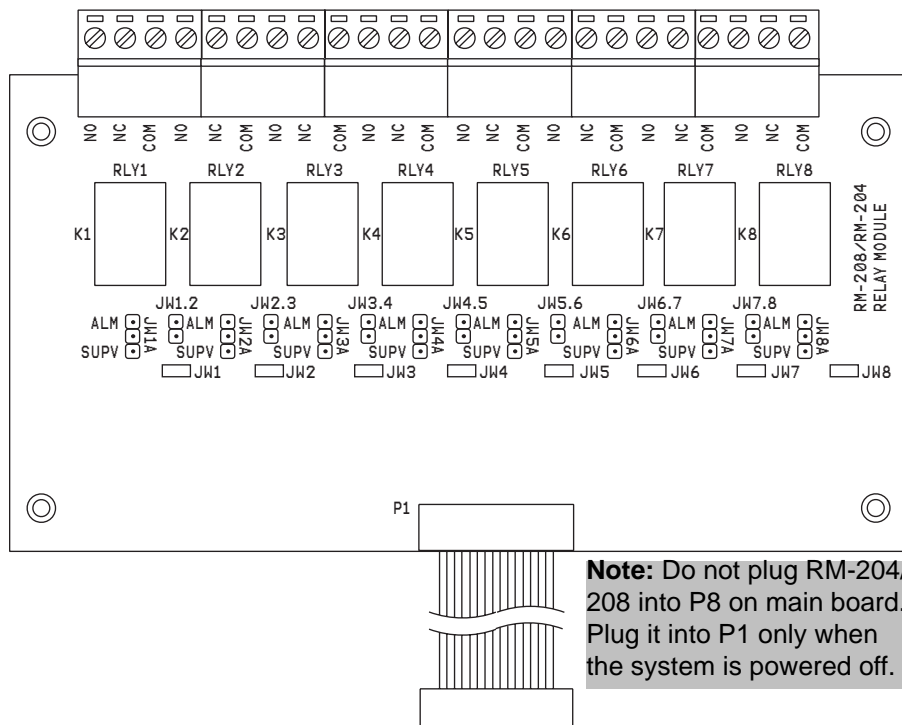 NO NC COM NO NC COM NO NC COM NO NC COM NO NC COM NO NC COM NO NC COM NO NC COM
RLY1 RLY2 RLY3 RLY4 RLY5 RLY6 RLY7 RLY8
K1 K2 K3 K4 K5 K6 K7 K8
RM-208/RM-204
RELAY MODULE
JW1.2 JW2.3 JW3.4 JW4.5 JW5.6 JW6.7 JW7.8
ALM JW1A ALM JW2A ALM JW3A ALM JW4A ALM JW5A ALM JW6A ALM JW7A ALM JW8A
SUPV SUPV SUPV SUPV SUPV SUPV SUPV SUPV
JW1 JW2 JW3 JW4 JW5 JW6 JW7 JW8
P1
Note: Do not plug RM-204/
208 into P8 on main board.
Plug it into P1 only when
the system is powered off.